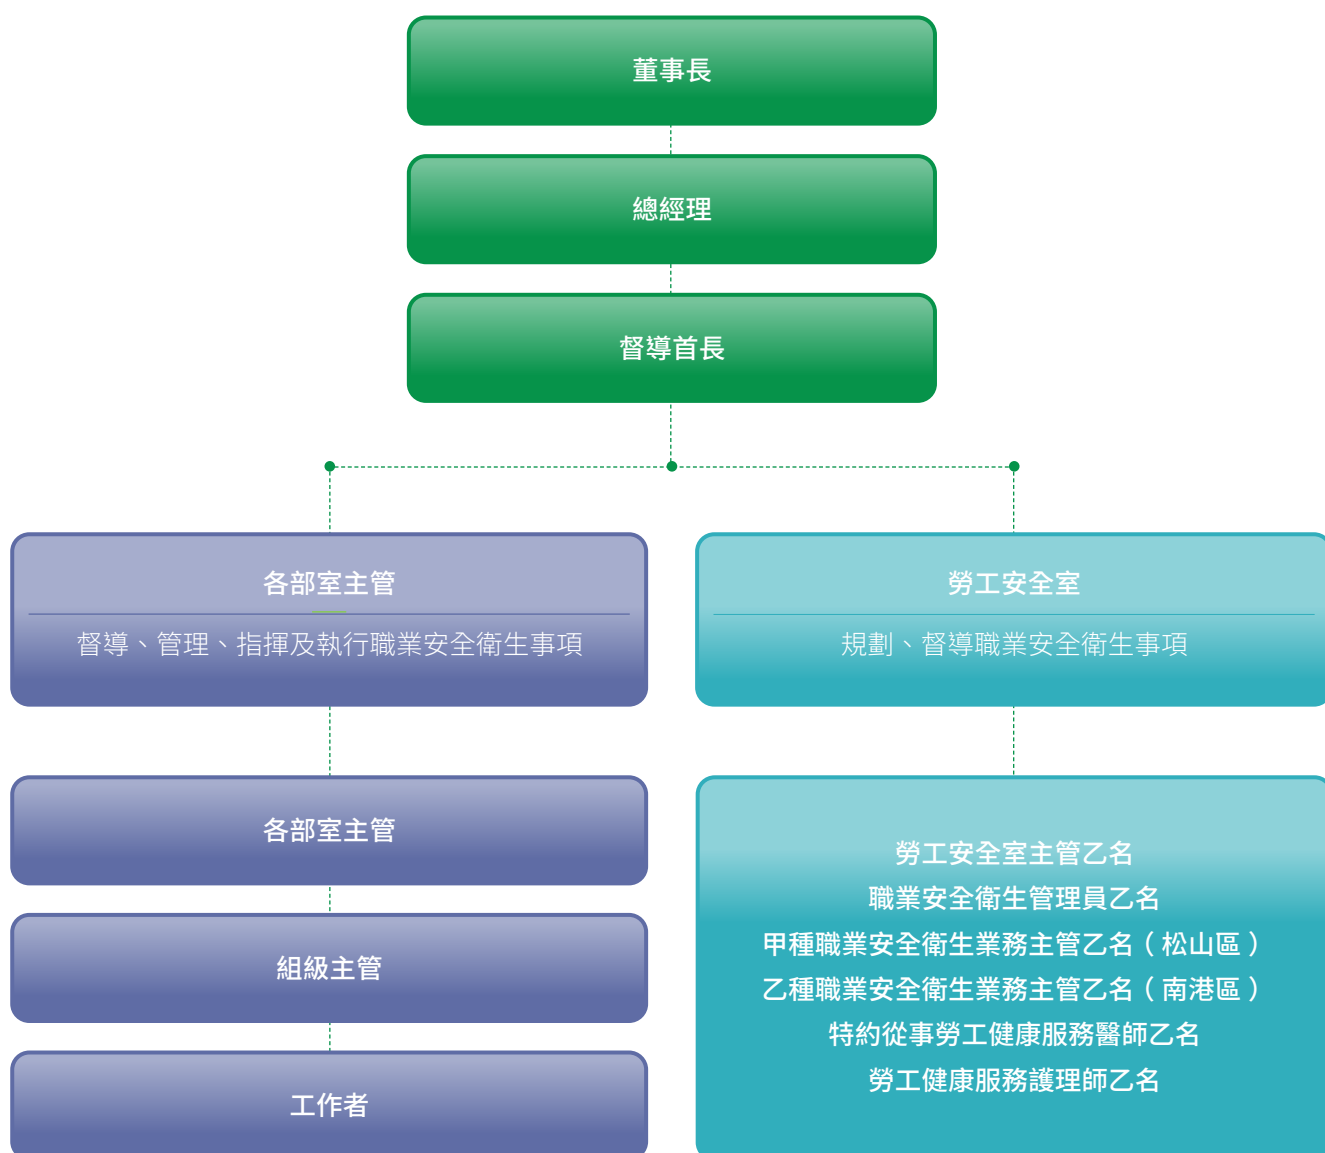 董事長
總經理
督導首長
各部室主管
督導、管理、指揮及執行職業安全衛生事項
各部室主管
組級主管
工作者
勞工安全室
規劃、督導職業安全衛生事項
勞工安全室主管乙名
職業安全衛生管理員乙名
甲種職業安全衛生業務主管乙名（松山區）
乙種職業安全衛生業務主管乙名（南港區）
特約從事勞工健康服務醫師乙名
勞工健康服務護理師乙名